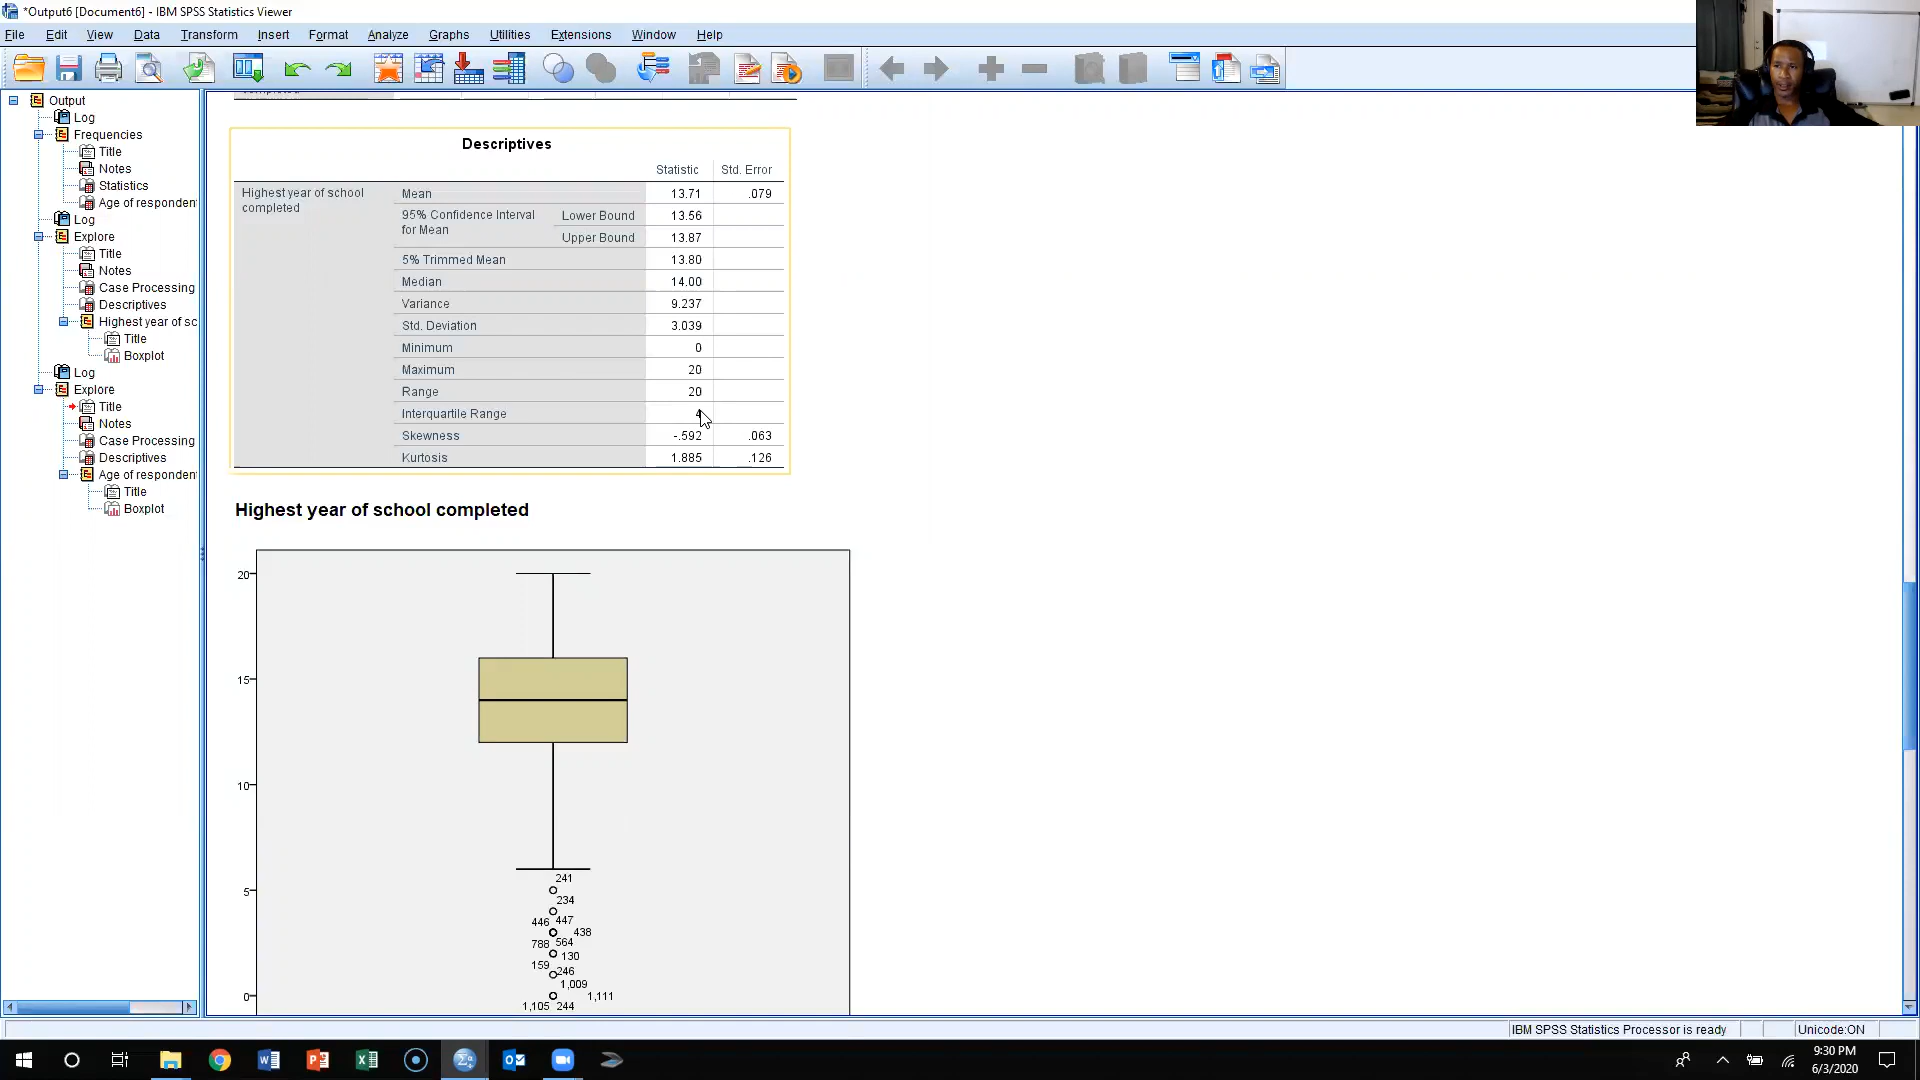 *Output6 [Document6] - IBM SPSS Statistics Viewer
File Edit View Data Transform Insert Format Analyze Graphs Utilities Extensions Window Help
Output
Log
Frequencies
Title
Notes
Statistics
Age of responden
Log
Explore
Title
Notes
Case Processing
Descriptives
Highest year of sc
Title
Boxplot
Log
Explore
Title
Notes
Case Processing
Descriptives
Age of responden
Title
Boxplot
Descriptives
Statistic Std. Error
Highest year of school completed Mean 13.71 .079
95% Confidence Interval for Mean Lower Bound 13.56
Upper Bound 13.87
5% Trimmed Mean 13.80
Median 14.00
Variance 9.237
Std. Deviation 3.039
Minimum 0
Maximum 20
Range 20
Interquartile Range 4
Skewness -.592 .063
Kurtosis 1.885 .126
Highest year of school completed
20
15
10
5
0
241
234
446 447
438
788 564
130
159 246
1,009
1,111
1,105 244
IBM SPSS Statistics Processor is ready Unicode:ON
9:30 PM
6/3/2020